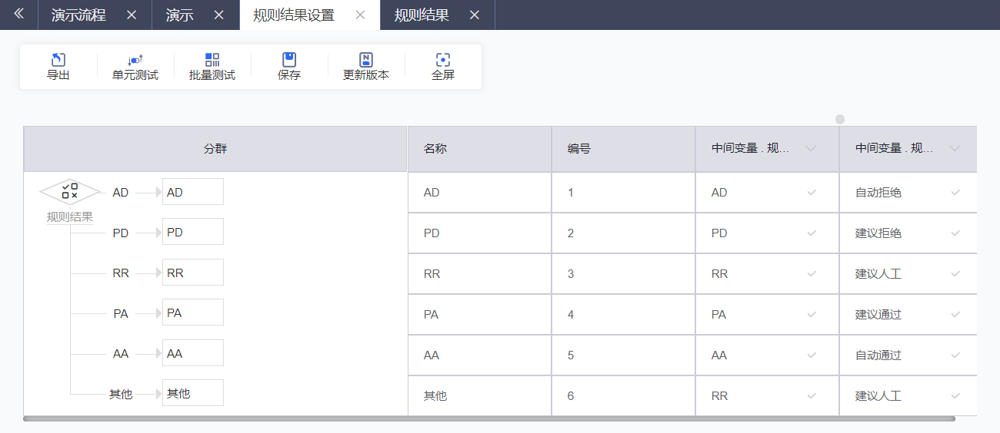 演示流程
演示
规则结果设置
规则结果
导出
单元测试
批量测试
保存
更新版本
全屏
分群
名称
编号
中间变量 . 规...
中间变量 . 规...
规则结果
AD
AD
AD
1
AD
自动拒绝
PD
PD
PD
2
PD
建议拒绝
RR
RR
RR
3
RR
建议人工
PA
PA
PA
4
PA
建议通过
AA
AA
AA
5
AA
自动通过
其他
其他
其他
6
RR
建议人工